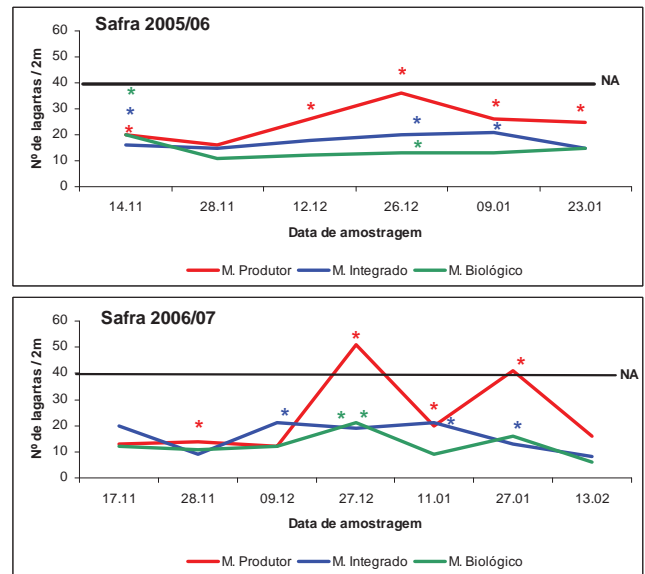 Safra 2005/06
Nº de lagartas / 2m
60
50
40
30
20
10
0
NA
14.11 28.11 12.12 26.12 09.01 23.01
Data de amostragem
M. Produtor M. Integrado M. Biológico
Safra 2006/07
Nº de lagartas / 2m
60
50
40
30
20
10
0
NA
17.11 28.11 09.12 27.12 11.01 27.01 13.02
Data de amostragem
M. Produtor M. Integrado M. Biológico